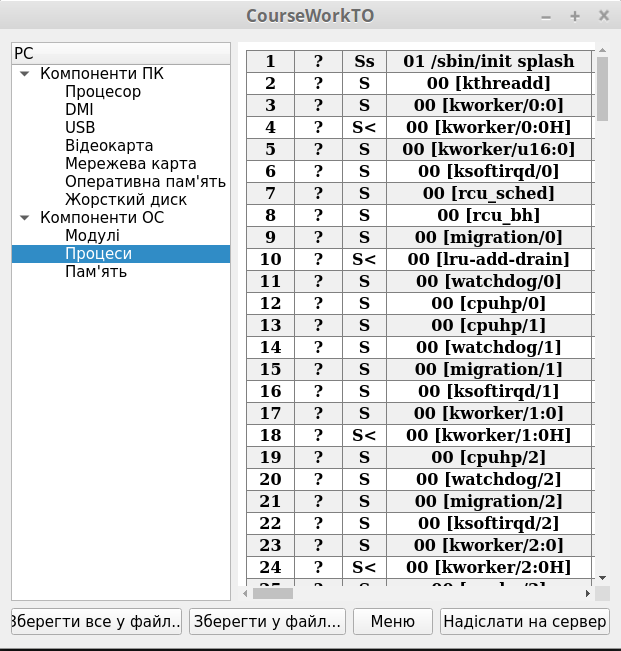 CourseWorkTO
PC
Компоненти ПК
Процесор
DMI
USB
Відеокарта
Мережева карта
Оперативна пам'ять
Жорсткий диск
Компоненти ОС
Модулі
Процеси
Пам'ять
1 ? Ss 01 /sbin/init splash
2 ? S 00 [kthreadd]
3 ? S 00 [kworker/0:0]
4 ? S< 00 [kworker/0:0H]
5 ? S 00 [kworker/u16:0]
6 ? S 00 [ksoftirqd/0]
7 ? S 00 [rcu_sched]
8 ? S 00 [rcu_bh]
9 ? S 00 [migration/0]
10 ? S< 00 [lru-add-drain]
11 ? S 00 [watchdog/0]
12 ? S 00 [cpuhp/0]
13 ? S 00 [cpuhp/1]
14 ? S 00 [watchdog/1]
15 ? S 00 [migration/1]
16 ? S 00 [ksoftirqd/1]
17 ? S 00 [kworker/1:0]
18 ? S< 00 [kworker/1:0H]
19 ? S 00 [cpuhp/2]
20 ? S 00 [watchdog/2]
21 ? S 00 [migration/2]
22 ? S 00 [ksoftirqd/2]
23 ? S 00 [kworker/2:0]
24 ? S< 00 [kworker/2:0H]
Зберегти все у файл.. Зберегти у файл... Меню Надіслати на сервер